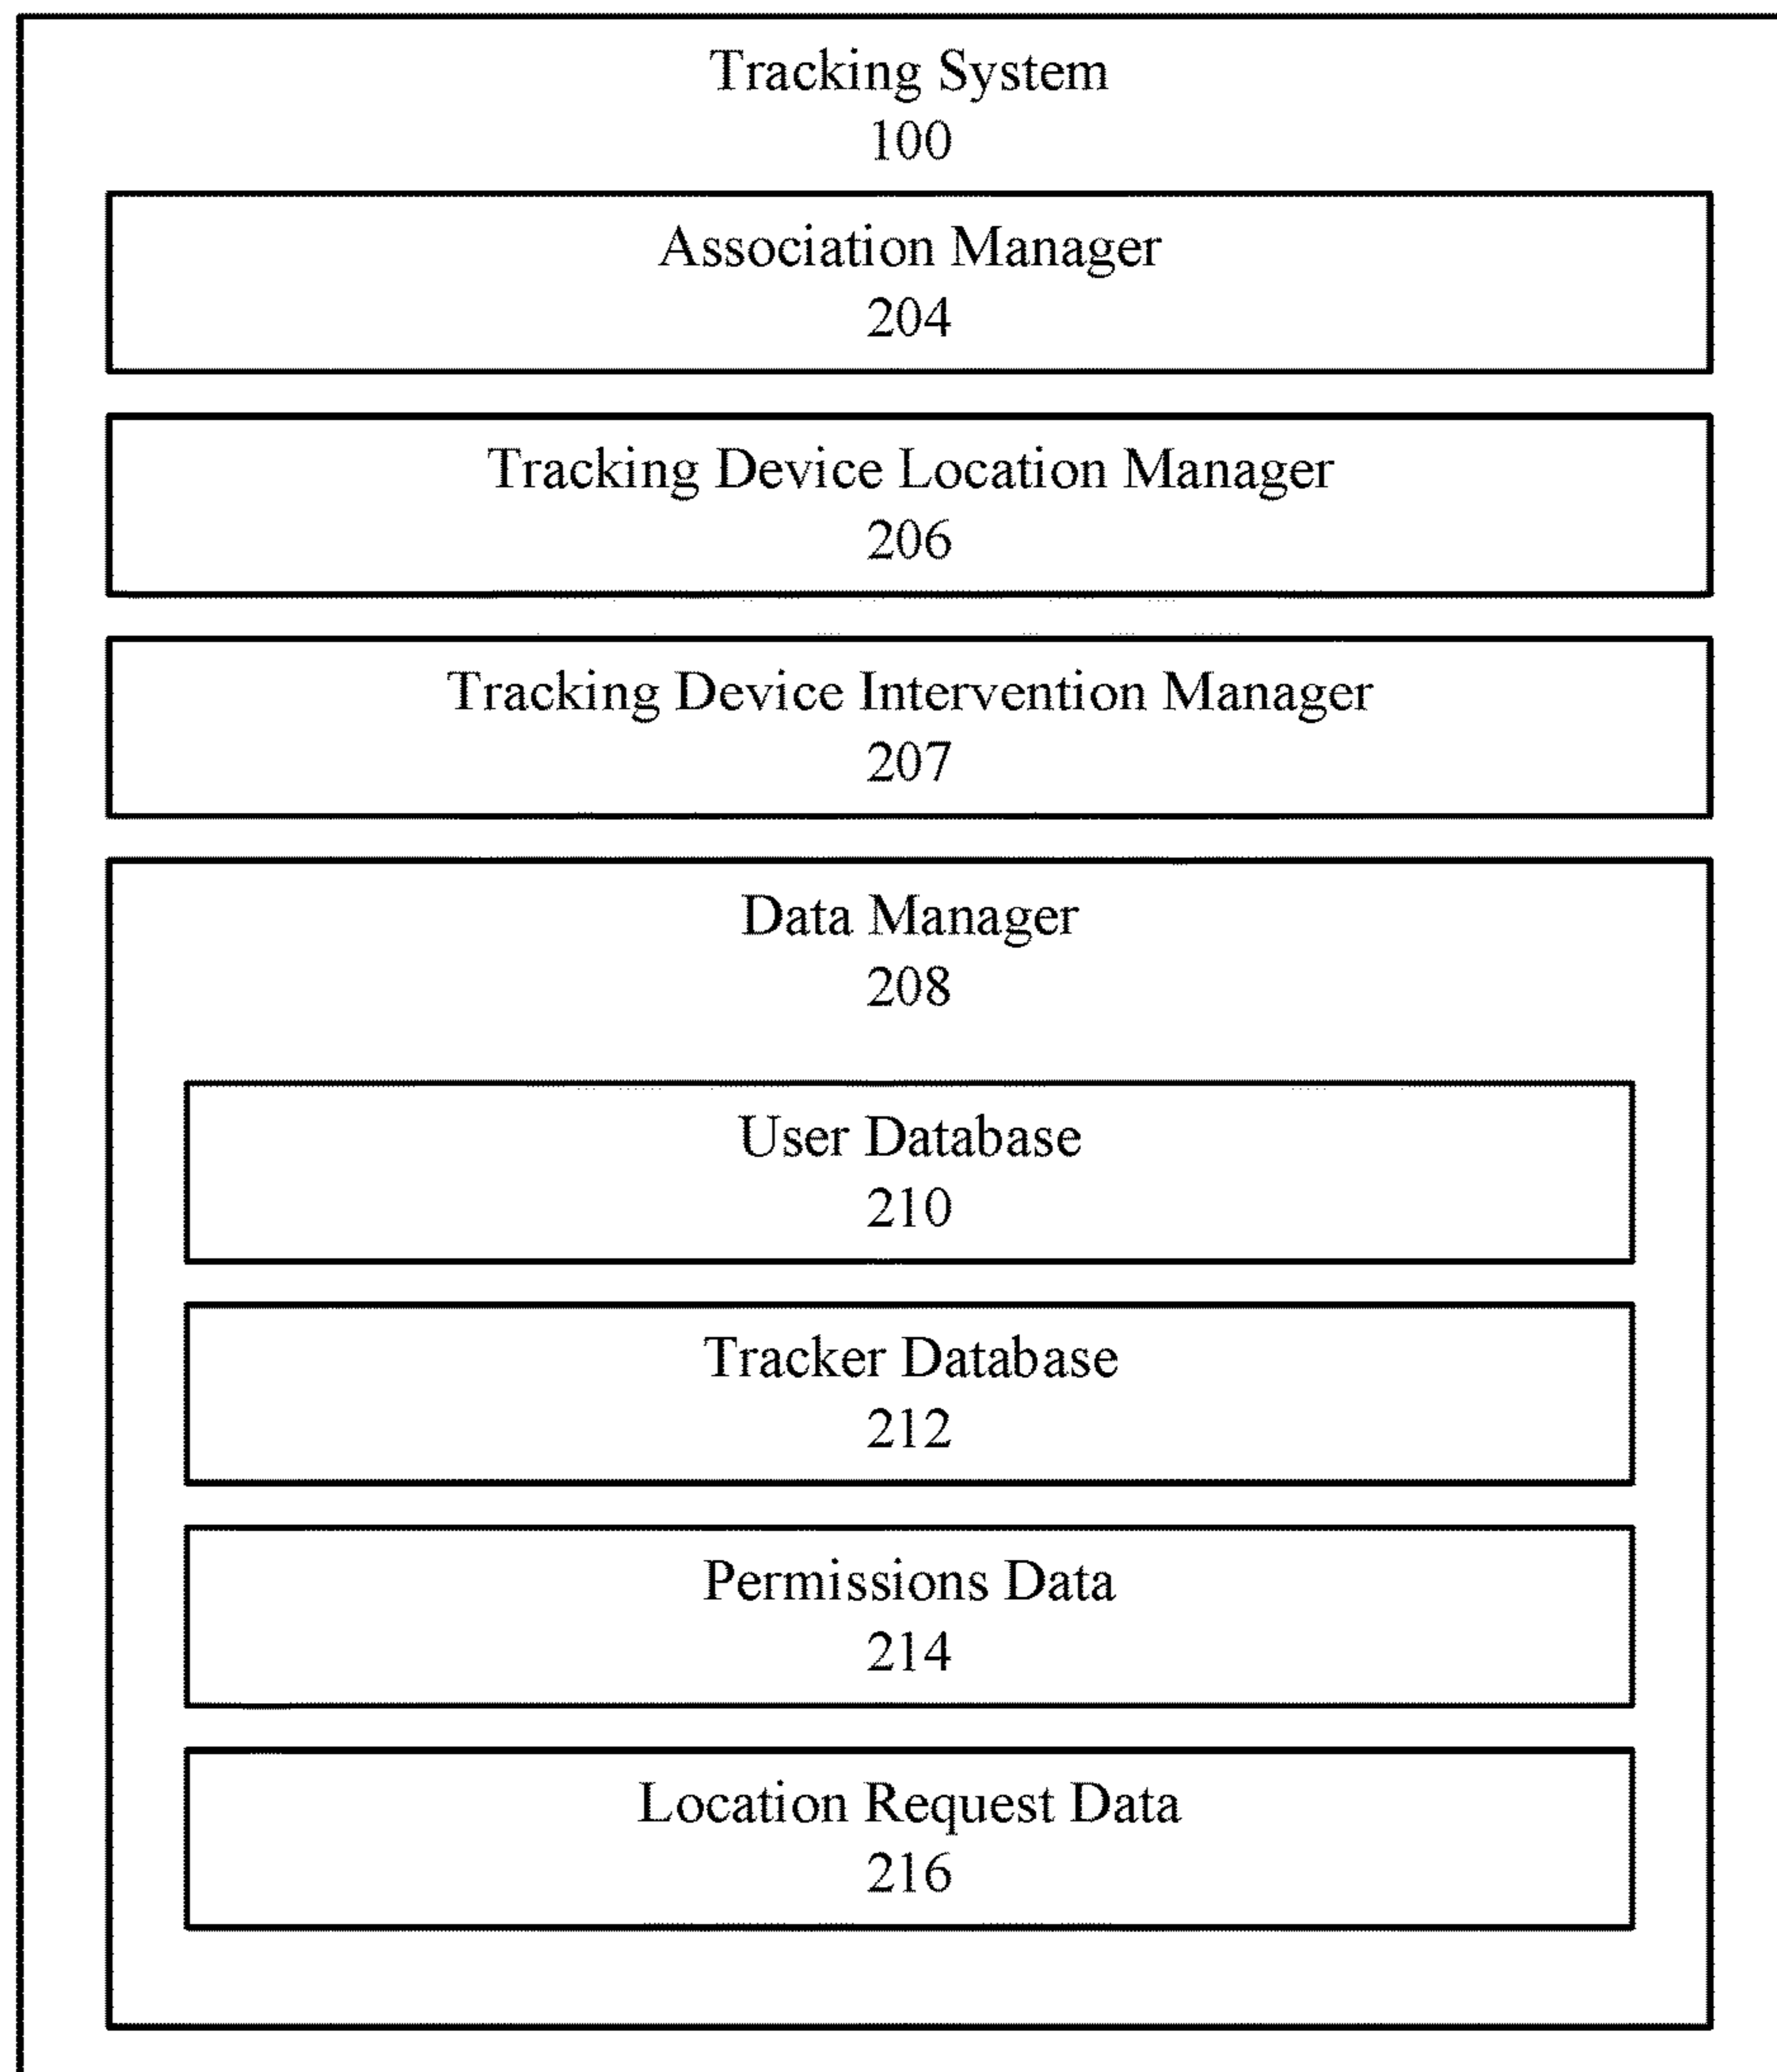 Tracking System
100
Association Manager
204
Tracking Device Location Manager
206
Tracking Device Intervention Manager
207
Data Manager
208
User Database
210
Tracker Database
212
Permissions Data
214
Location Request Data
216